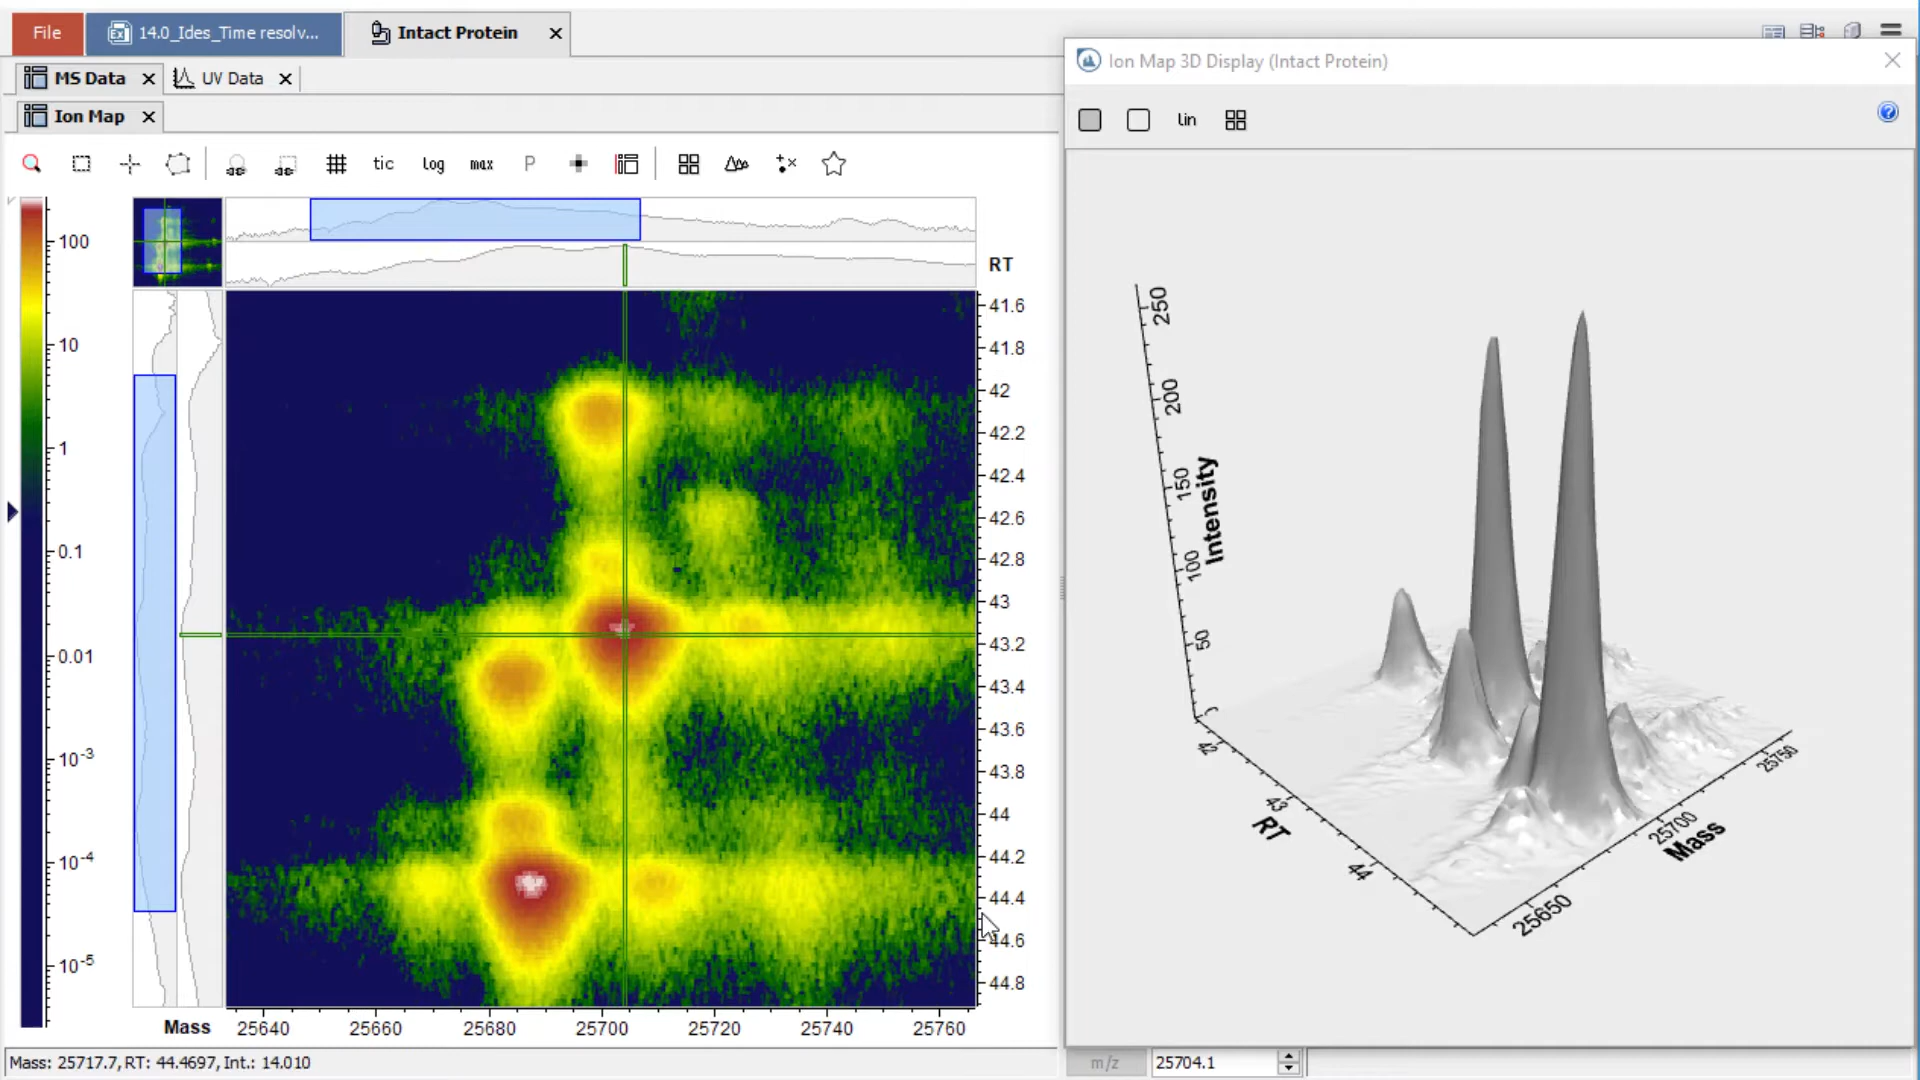 File
14.0_Ides_Time resolv...
Intact Protein
MS Data
UV Data
Ion Map
tic
log
max
P
100
10
1
0.1
0.01
10-3
10-4
10-5
RT
41.6
41.8
42
42.2
42.4
42.6
42.8
43
43.2
43.4
43.6
43.8
44
44.2
44.4
44.6
44.8
Mass
25640
25660
25680
25700
25720
25740
25760
Mass: 25717.7, RT: 44.4697, Int.: 14.010
Ion Map 3D Display (Intact Protein)
lin
?
250
200
150
100
50
Intensity
42
43
44
RT
25650
25700
25750
Mass
m/z
25704.1